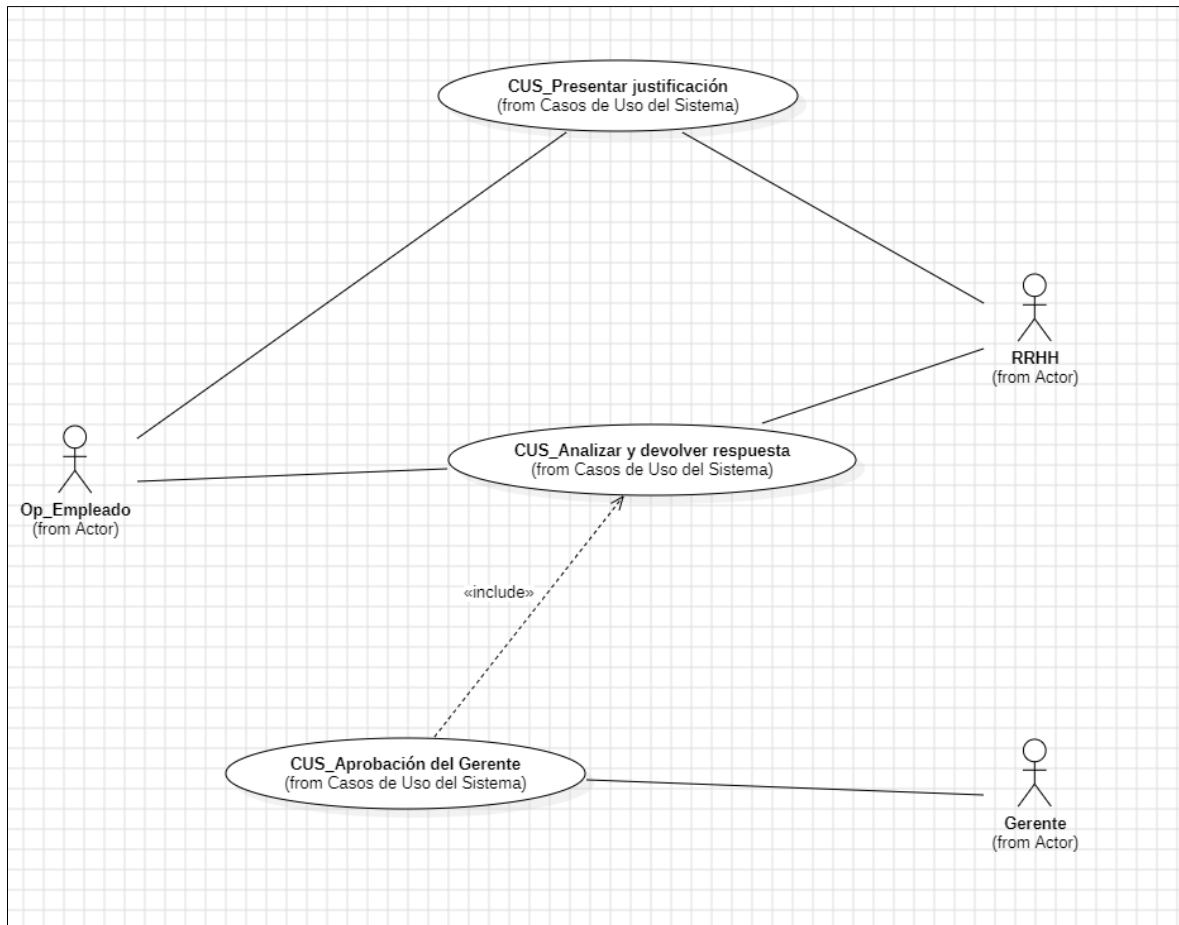 CUS_Presentar justificación
(from Casos de Uso del Sistema)
RRHH
(from Actor)
CUS_Analizar y devolver respuesta
(from Casos de Uso del Sistema)
Op_Empleado
(from Actor)
«include»
CUS_Aprobación del Gerente
(from Casos de Uso del Sistema)
Gerente
(from Actor)